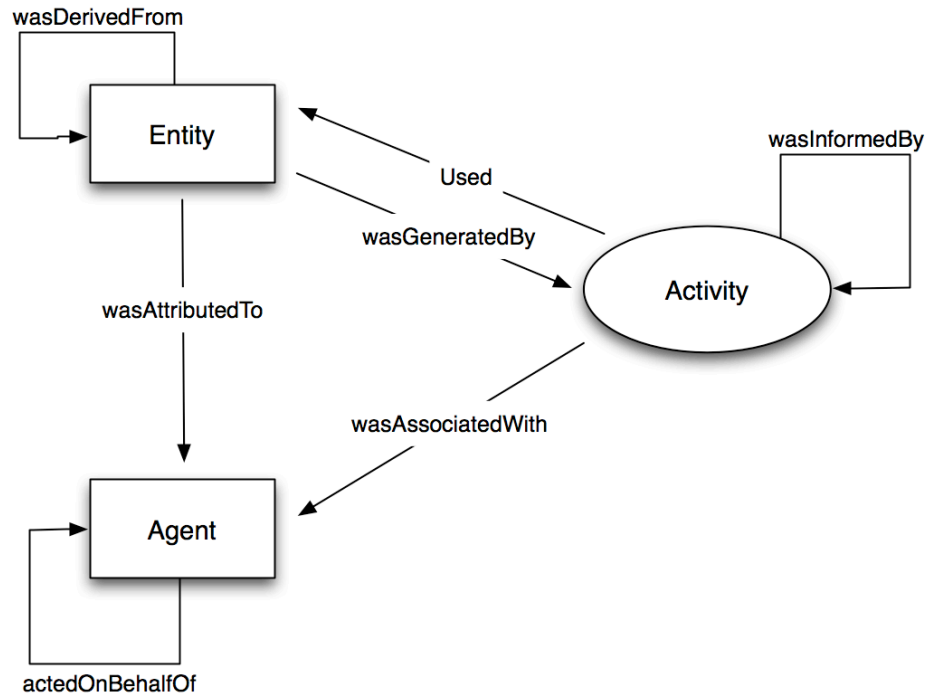 wasDerivedFrom
Entity
wasInformedBy
Used
wasGeneratedBy
Activity
wasAttributedTo
wasAssociatedWith
Agent
actedOnBehalfOf